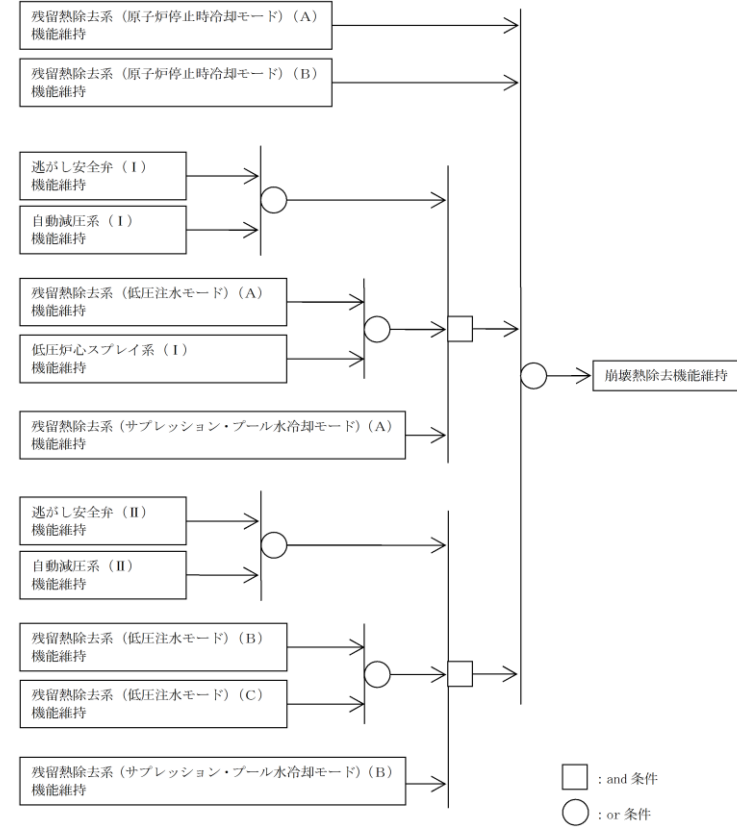 残留熱除去系（原子炉停止時冷却モード）（A）
機能維持
残留熱除去系（原子炉停止時冷却モード）（B）
機能維持
逃がし安全弁（Ⅰ）
機能維持
自動減圧系（Ⅰ）
機能維持
残留熱除去系（低圧注水モード）（A）
機能維持
低圧炉心スプレイ系（Ⅰ）
機能維持
残留熱除去系（サプレッション・プール水冷却モード）（A）
機能維持
崩壊熱除去機能維持
逃がし安全弁（Ⅱ）
機能維持
自動減圧系（Ⅱ）
機能維持
残留熱除去系（低圧注水モード）（B）
機能維持
残留熱除去系（低圧注水モード）（C）
機能維持
残留熱除去系（サプレッション・プール水冷却モード）（B）
機能維持
：and 条件
：or 条件